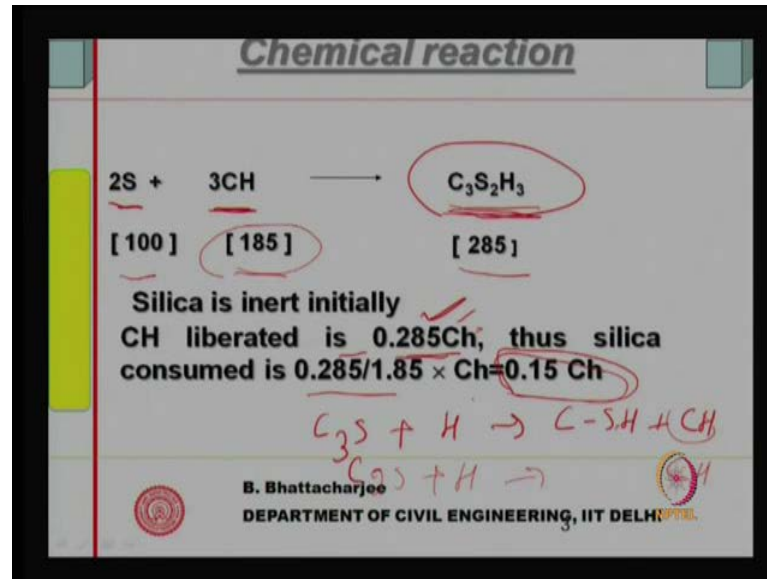 Chemical reaction
2S + 3CH → C₃S₂H₃
[ 100 ] [ 185 ] [ 285 ]
Silica is inert initially
CH liberated is 0.285Ch, thus silica
consumed is 0.285/1.85 × Ch=0.15 Ch
C₃S + H → C-S.H + CH
C₂S + H → H
B. Bhattacharjee
DEPARTMENT OF CIVIL ENGINEERING, IIT DELHI
3
NPTEL